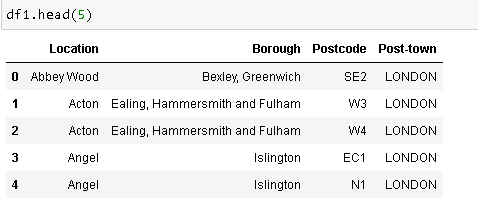 df1.head(5)
Location Borough Postcode Post-town
0 Abbey Wood Bexley, Greenwich SE2 LONDON
1 Acton Ealing, Hammersmith and Fulham W3 LONDON
2 Acton Ealing, Hammersmith and Fulham W4 LONDON
3 Angel Islington EC1 LONDON
4 Angel Islington N1 LONDON